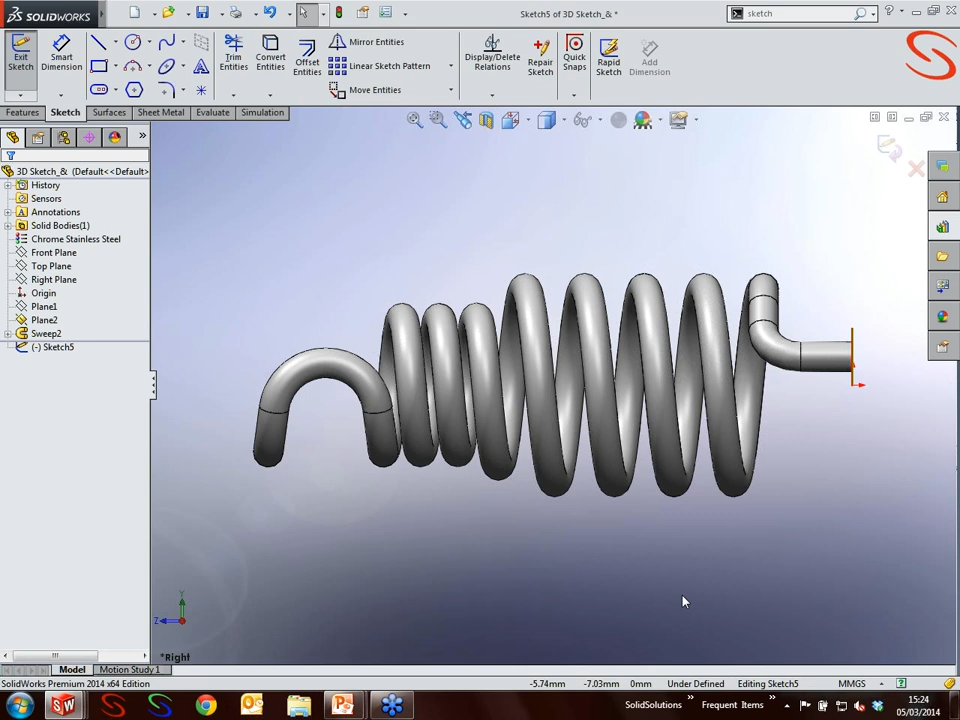 SOLIDWORKS
Sketch5 of 3D Sketch_& *
sketch
Exit Sketch
Smart Dimension
Trim Entities
Convert Entities
Offset Entities
Mirror Entities
Linear Sketch Pattern
Move Entities
Display/Delete Relations
Repair Sketch
Quick Snaps
Rapid Sketch
Add Dimension
Features
Sketch
Surfaces
Sheet Metal
Evaluate
Simulation
3D Sketch_& (Default<<Default>
History
Sensors
Annotations
Solid Bodies(1)
Chrome Stainless Steel
Front Plane
Top Plane
Right Plane
Origin
Plane1
Plane2
Sweep2
(-) Sketch5
Y
Z
*Right
Model
Motion Study 1
SolidWorks Premium 2014 x64 Edition
-5.74mm
-7.03mm
0mm
Under Defined
Editing Sketch5
MMGS
SolidSolutions
Frequent Items
15:24
05/03/2014